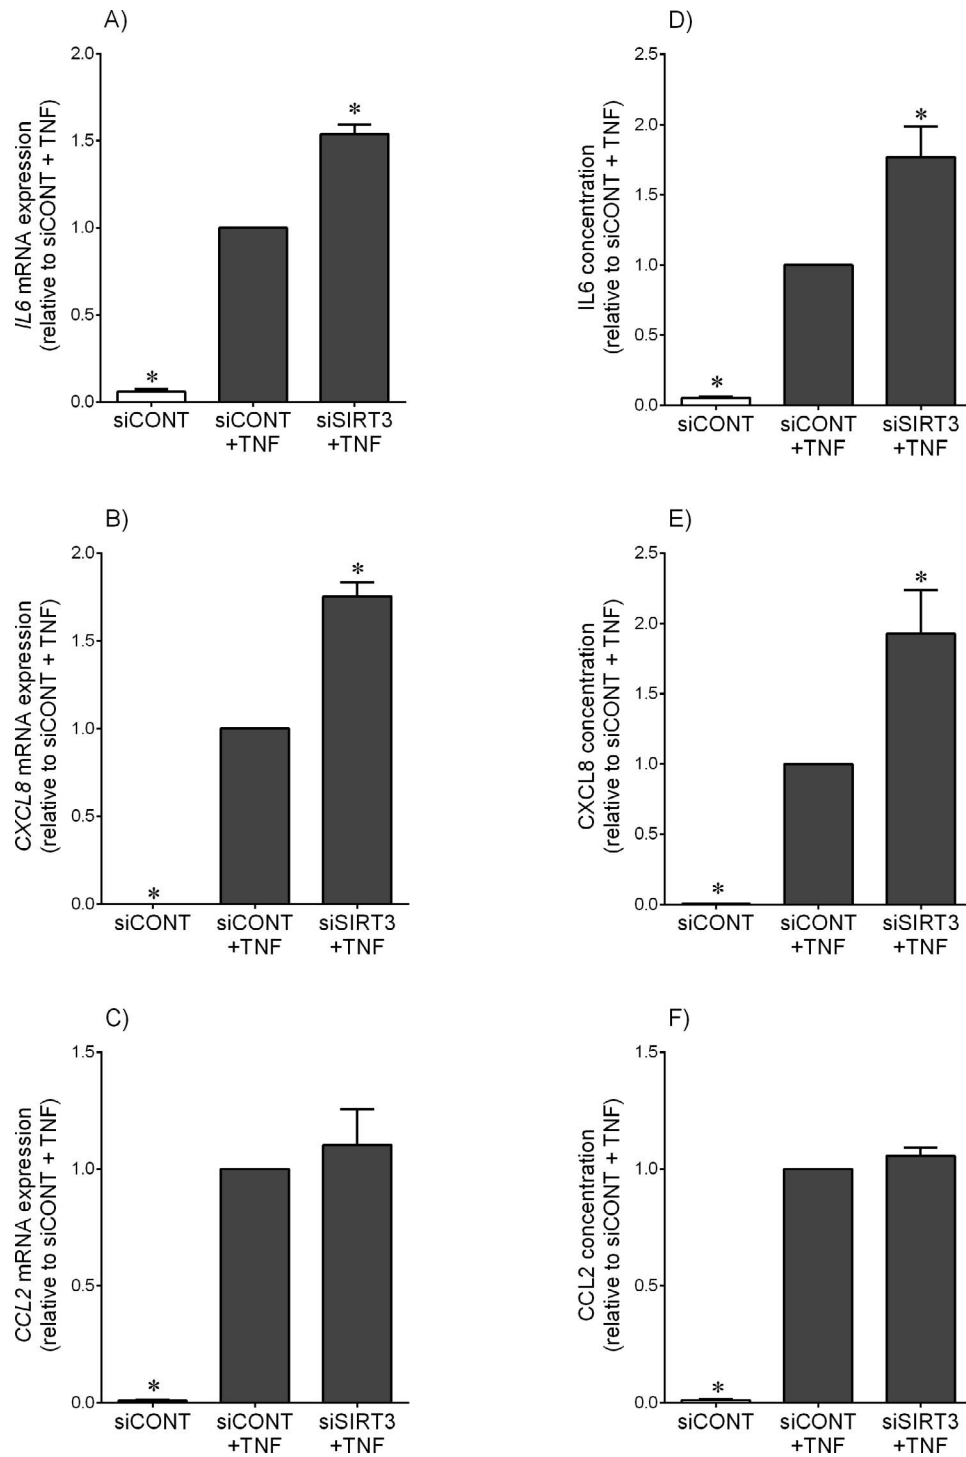 A)
IL6 mRNA expression
(relative to siCONT + TNF)
2.0
1.5
1.0
0.5
0.0
*
*
siCONT
siCONT
+TNF
siSIRT3
+TNF
D)
IL6 concentration
(relative to siCONT + TNF)
2.5
2.0
1.5
1.0
0.5
0.0
*
*
siCONT
siCONT
+TNF
siSIRT3
+TNF
B)
CXCL8 mRNA expression
(relative to siCONT + TNF)
2.0
1.5
1.0
0.5
0.0
*
*
siCONT
siCONT
+TNF
siSIRT3
+TNF
E)
CXCL8 concentration
(relative to siCONT + TNF)
2.5
2.0
1.5
1.0
0.5
0.0
*
*
siCONT
siCONT
+TNF
siSIRT3
+TNF
C)
CCL2 mRNA expression
(relative to siCONT + TNF)
1.5
1.0
0.5
0.0
*
siCONT
siCONT
+TNF
siSIRT3
+TNF
F)
CCL2 concentration
(relative to siCONT + TNF)
1.5
1.0
0.5
0.0
*
siCONT
siCONT
+TNF
siSIRT3
+TNF